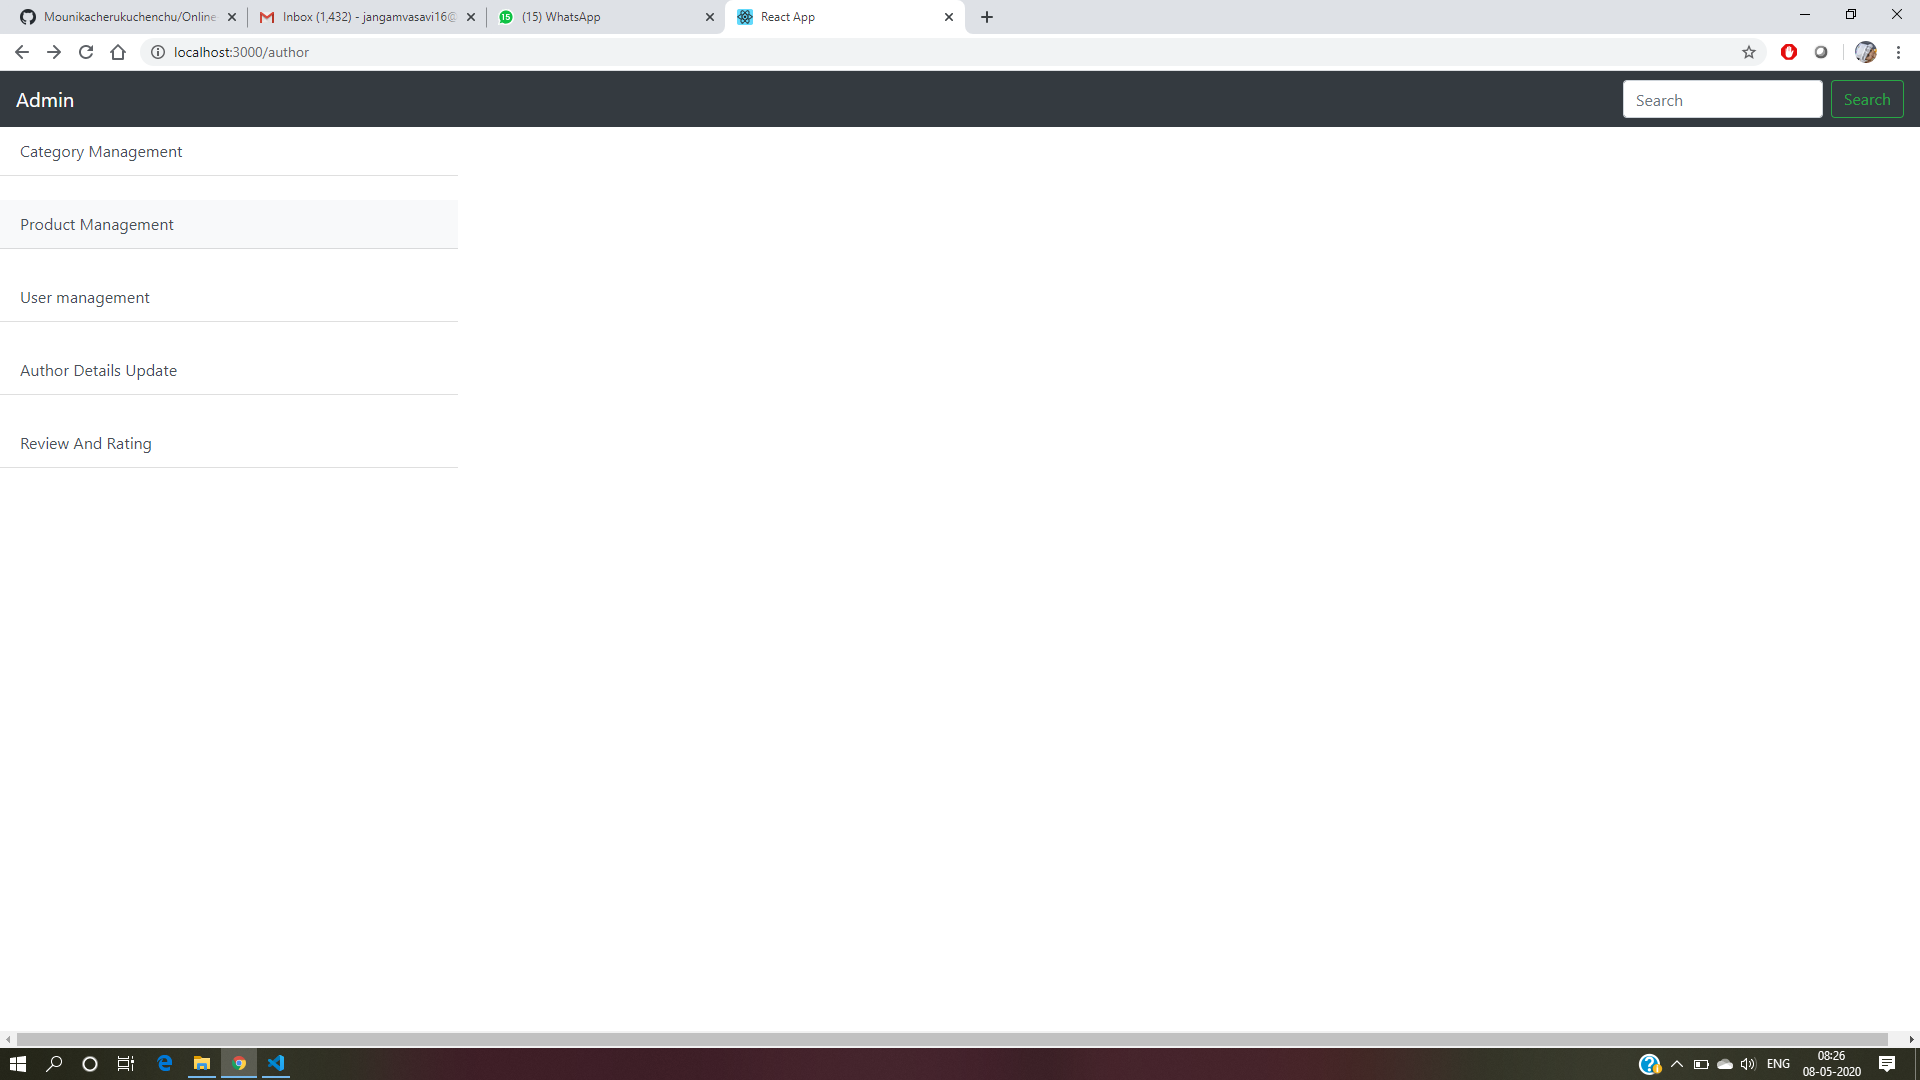 Mounikacherukuchenchu/Online
Inbox (1,432) - jangamvasavi16@
15
(15) WhatsApp
React App
localhost:3000/author
Admin
Search
Search
Category Management
Product Management
User management
Author Details Update
Review And Rating
ENG
08:26
08-05-2020